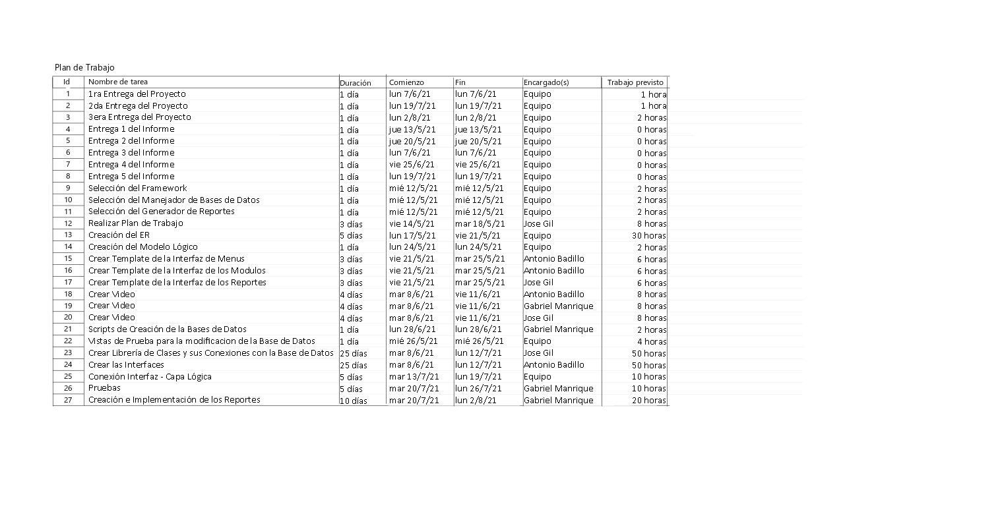 Plan de Trabajo
Id Nombre de tarea Duración Comienzo Fin Encargado(s) Trabajo previsto
1 1ra Entrega del Proyecto 1 día lun 7/6/21 lun 7/6/21 Equipo 1 hora
2 2da Entrega del Proyecto 1 día lun 19/7/21 lun 19/7/21 Equipo 1 hora
3 3era Entrega del Proyecto 1 día lun 2/8/21 lun 2/8/21 Equipo 2 horas
4 Entrega 1 del Informe 1 día jue 13/5/21 jue 13/5/21 Equipo 0 horas
5 Entrega 2 del Informe 1 día jue 20/5/21 jue 20/5/21 Equipo 0 horas
6 Entrega 3 del Informe 1 día lun 7/6/21 lun 7/6/21 Equipo 0 horas
7 Entrega 4 del Informe 1 día vie 25/6/21 vie 25/6/21 Equipo 0 horas
8 Entrega 5 del Informe 1 día lun 19/7/21 lun 19/7/21 Equipo 0 horas
9 Selección del Framework 1 día mié 12/5/21 mié 12/5/21 Equipo 2 horas
10 Selección del Manejador de Bases de Datos 1 día mié 12/5/21 mié 12/5/21 Equipo 2 horas
11 Selección del Generador de Reportes 1 día mié 12/5/21 mié 12/5/21 Equipo 2 horas
12 Realizar Plan de Trabajo 3 días vie 14/5/21 mar 18/5/21 Jose Gil 8 horas
13 Creación del ER 5 días lun 17/5/21 vie 21/5/21 Equipo 30 horas
14 Creación del Modelo Lógico 1 día lun 24/5/21 lun 24/5/21 Equipo 2 horas
15 Crear Template de la Interfaz de Menus 3 días vie 21/5/21 mar 25/5/21 Antonio Badillo 6 horas
16 Crear Template de la Interfaz de los Modulos 3 días vie 21/5/21 mar 25/5/21 Antonio Badillo 6 horas
17 Crear Template de la Interfaz de los Reportes 3 días vie 21/5/21 mar 25/5/21 Jose Gil 6 horas
18 Crear Video 4 días mar 8/6/21 vie 11/6/21 Antonio Badillo 8 horas
19 Crear Video 4 días mar 8/6/21 vie 11/6/21 Gabriel Manrique 8 horas
20 Crear Video 4 días mar 8/6/21 vie 11/6/21 Jose Gil 8 horas
21 Scripts de Creación de la Bases de Datos 1 día lun 28/6/21 lun 28/6/21 Gabriel Manrique 2 horas
22 Vistas de Prueba para la modificacion de la Base de Datos 1 día mié 26/5/21 mié 26/5/21 Equipo 4 horas
23 Crear Librería de Clases y sus Conexiones con la Base de Datos 25 días mar 8/6/21 lun 12/7/21 Jose Gil 50 horas
24 Crear las Interfaces 25 días mar 8/6/21 lun 12/7/21 Antonio Badillo 50 horas
25 Conexión Interfaz - Capa Lógica 5 días mar 13/7/21 lun 19/7/21 Equipo 10 horas
26 Pruebas 5 días mar 20/7/21 lun 26/7/21 Gabriel Manrique 10 horas
27 Creación e Implementación de los Reportes 10 días mar 20/7/21 lun 2/8/21 Gabriel Manrique 20 horas